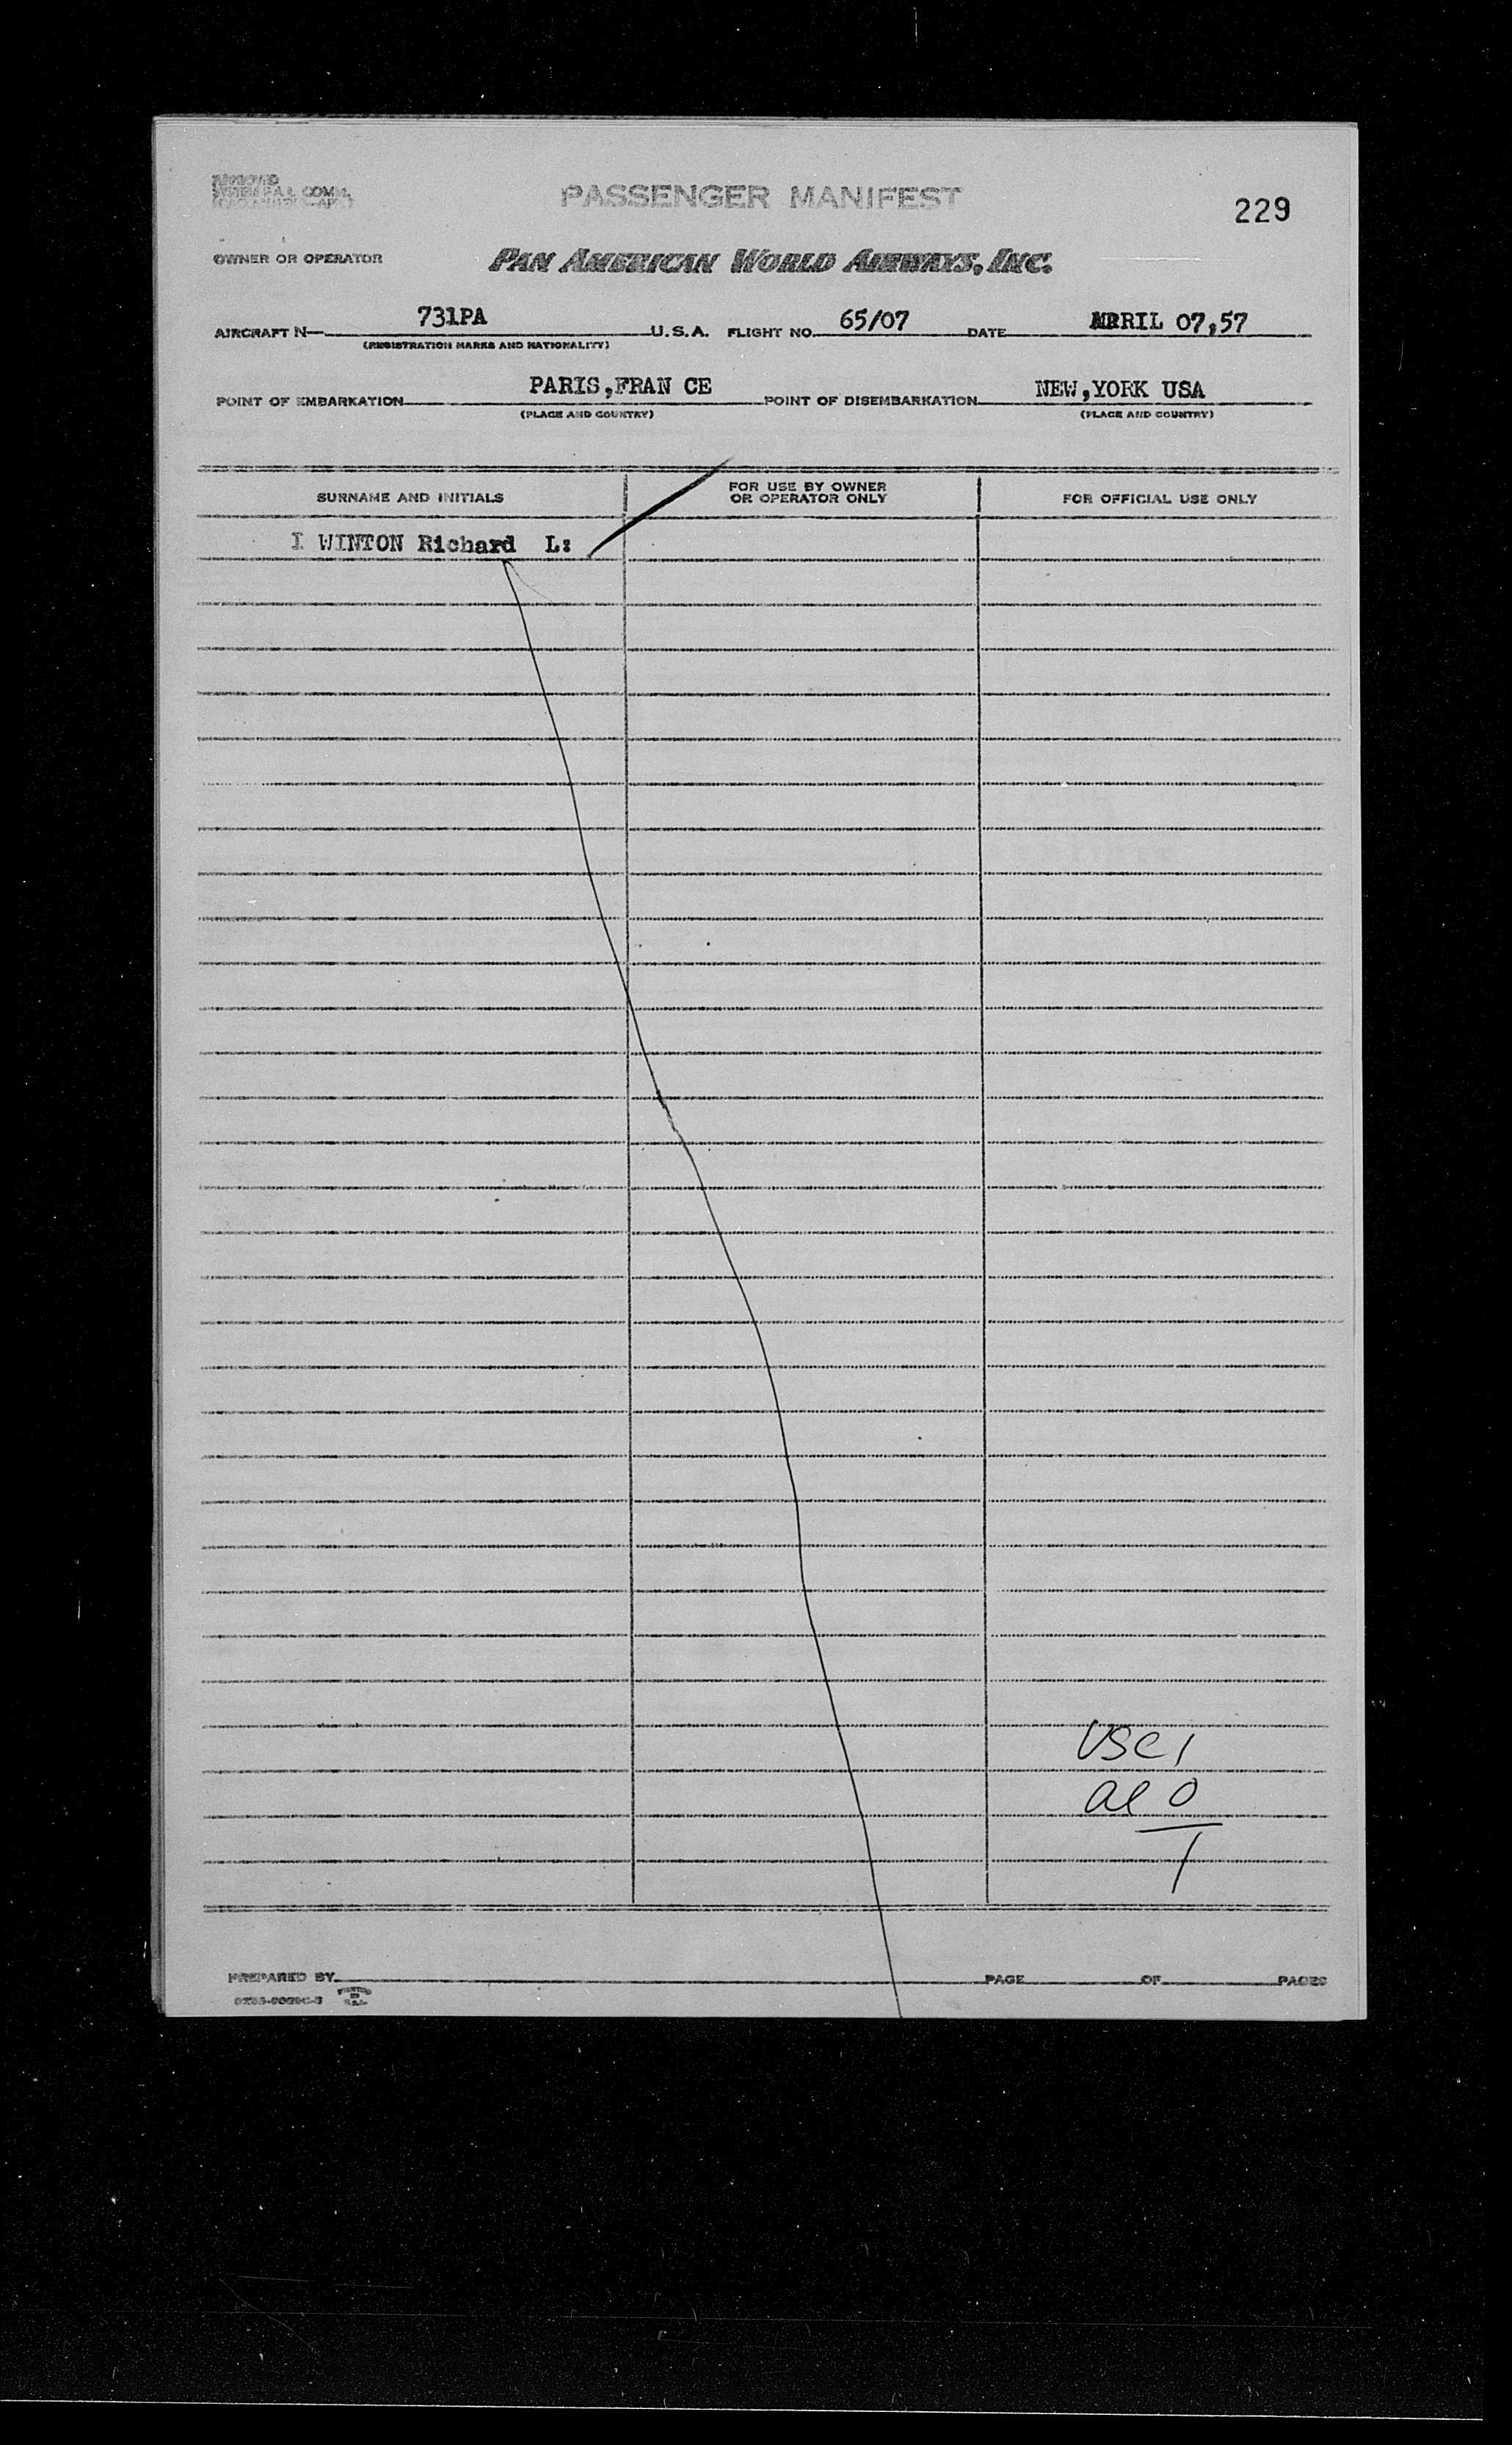 PASSENGER MANIFEST
229
OWNER OR OPERATOR PAN AMERICAN WORLD AIRWAYS, INC.
AIRCRAFT N— 731PA U.S.A. FLIGHT NO. 65/07 DATE APRIL 07,57
(REGISTRATION MARKS AND NATIONALITY)
POINT OF EMBARKATION PARIS,FRAN CE POINT OF DISEMBARKATION NEW,YORK USA
(PLACE AND COUNTRY) (PLACE AND COUNTRY)
SURNAME AND INITIALS FOR USE BY OWNER OR OPERATOR ONLY FOR OFFICIAL USE ONLY
I WINTON Richard L:
USC 1
al 0
1
PREPARED BY PAGE OF PAGES
PRINTED IN U.S.A.